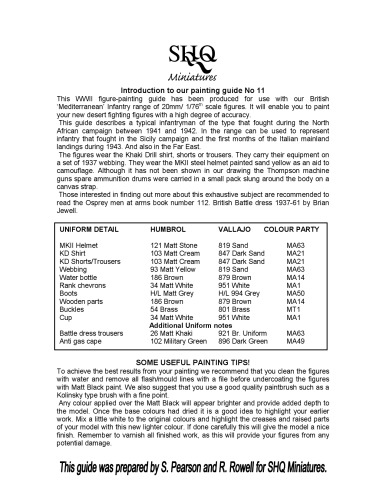 SHQ
Miniatures
Introduction to our painting guide No 11
This WWII figure-painting guide has been produced for use with our British
'Mediterranean' Infantry range of 20mm/ 1/76th scale figures. It will enable you to paint
your new desert fighting figures with a high degree of accuracy.
This guide describes a typical infantryman of the type that fought during the North
African campaign between 1941 and 1942. In the range can be used to represent
infantry that fought in the Sicily campaign and the first months of the Italian mainland
landings during 1943. And also in the Far East.
The figures wear the Khaki Drill shirt, shorts or trousers. They carry their equipment on
a set of 1937 webbing. They wear the MKII steel helmet painted sand yellow as an aid to
camouflage. Although it has not been shown in our drawing the Thompson machine
guns spare ammunition drums were carried in a small pack slung around the body on a
canvas strap.
Those interested in finding out more about this exhaustive subject are recommended to
read the Osprey men at arms book number 112. British Battle dress 1937-61 by Brian
Jewell.
UNIFORM DETAIL HUMBROL VALLAJO COLOUR PARTY
MKII Helmet 121 Matt Stone 819 Sand MA63
KD Shirt 103 Matt Cream 847 Dark Sand MA21
KD Shorts/Trousers 103 Matt Cream 847 Dark Sand MA21
Webbing 93 Matt Yellow 819 Sand MA63
Water bottle 186 Brown 879 Brown MA14
Rank chevrons 34 Matt White 951 White MA1
Boots H/L Matt Grey H/L 994 Grey MA50
Wooden parts 186 Brown 879 Brown MA14
Buckles 54 Brass 801 Brass MT1
Cup 34 Matt White 951 White MA1
Additional Uniform notes
Battle dress trousers 26 Matt Khaki 921 Br. Uniform MA63
Anti gas cape 102 Military Green 896 Dark Green MA49
SOME USEFUL PAINTING TIPS!
To achieve the best results from your painting we recommend that you clean the figures
with water and remove all flash/mould lines with a file before undercoating the figures
with Matt Black paint. We also suggest that you use a good quality paintbrush such as a
Kolinsky type brush with a fine point.
Any colour applied over the Matt Black will appear brighter and provide added depth to
the model. Once the base colours had dried it is a good idea to highlight your earlier
work. Mix a little white to the original colours and highlight the creases and raised parts
of your model with this new lighter colour. If done carefully this will give the model a nice
finish. Remember to varnish all finished work, as this will provide your figures from any
potential damage.
This guide was prepared by S. Pearson and R. Rowell for SHQ Miniatures.